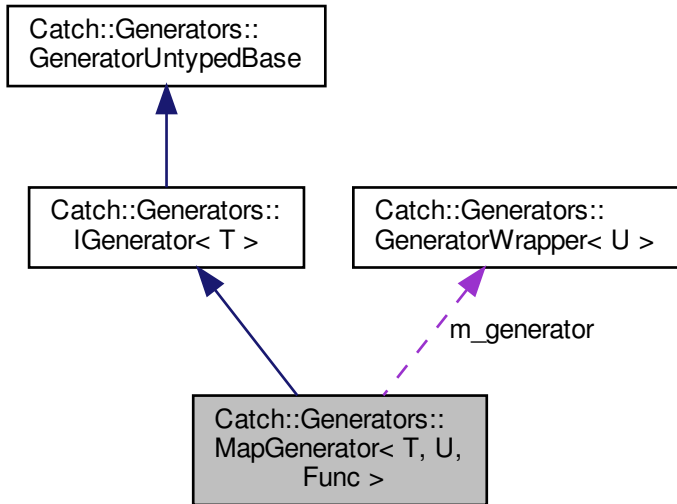 Catch::Generators::
GeneratorUntypedBase
Catch::Generators::
IGenerator< T >
Catch::Generators::
GeneratorWrapper< U >
m_generator
Catch::Generators::
MapGenerator< T, U,
Func >